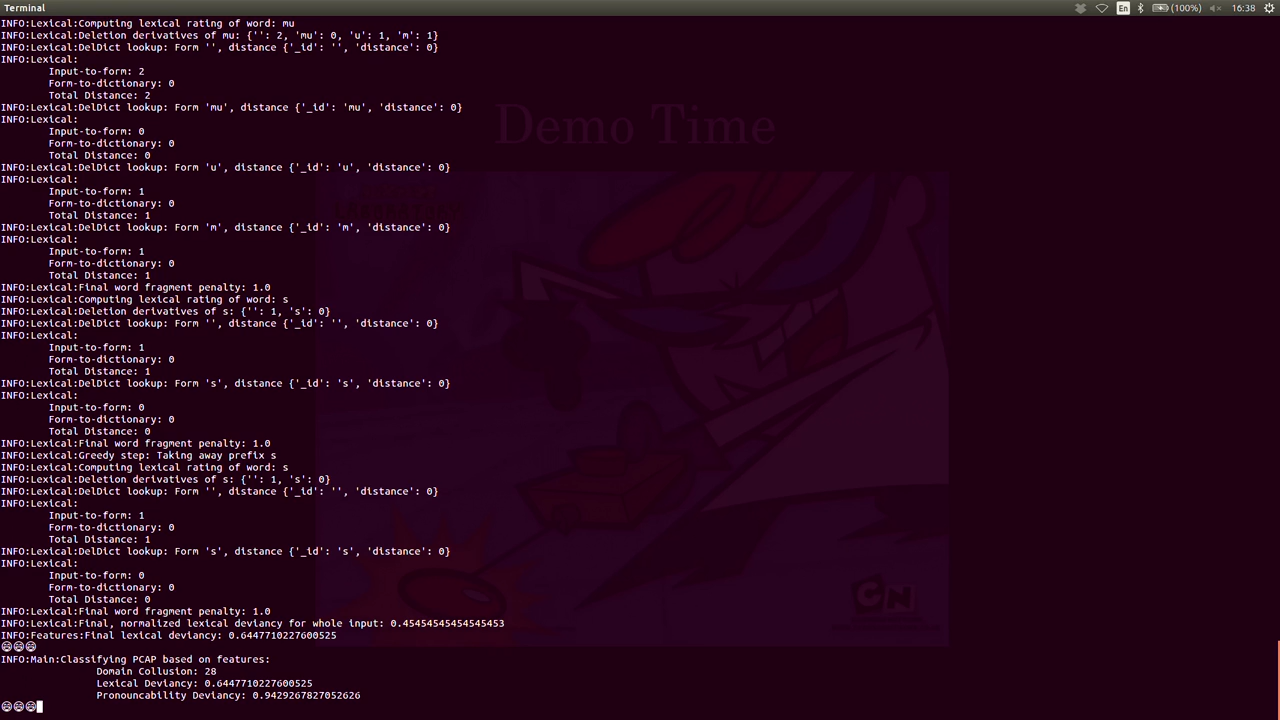 Terminal
En
(100%)
16:38
INFO:Lexical:Computing lexical rating of word: mu
INFO:Lexical:Deletion derivatives of mu: {'': 2, 'mu': 0, 'u': 1, 'm': 1}
INFO:Lexical:DelDict lookup: Form '', distance {'_id': '', 'distance': 0}
INFO:Lexical:
Input-to-form: 2
Form-to-dictionary: 0
Total Distance: 2
INFO:Lexical:DelDict lookup: Form 'mu', distance {'_id': 'mu', 'distance': 0}
INFO:Lexical:
Input-to-form: 0
Form-to-dictionary: 0
Total Distance: 0
INFO:Lexical:DelDict lookup: Form 'u', distance {'_id': 'u', 'distance': 0}
INFO:Lexical:
Input-to-form: 1
Form-to-dictionary: 0
Total Distance: 1
INFO:Lexical:DelDict lookup: Form 'm', distance {'_id': 'm', 'distance': 0}
INFO:Lexical:
Input-to-form: 1
Form-to-dictionary: 0
Total Distance: 1
INFO:Lexical:Final word fragment penalty: 1.0
INFO:Lexical:Computing lexical rating of word: s
INFO:Lexical:Deletion derivatives of s: {'': 1, 's': 0}
INFO:Lexical:DelDict lookup: Form '', distance {'_id': '', 'distance': 0}
INFO:Lexical:
Input-to-form: 1
Form-to-dictionary: 0
Total Distance: 1
INFO:Lexical:DelDict lookup: Form 's', distance {'_id': 's', 'distance': 0}
INFO:Lexical:
Input-to-form: 0
Form-to-dictionary: 0
Total Distance: 0
INFO:Lexical:Final word fragment penalty: 1.0
INFO:Lexical:Greedy step: Taking away prefix s
INFO:Lexical:Computing lexical rating of word: s
INFO:Lexical:Deletion derivatives of s: {'': 1, 's': 0}
INFO:Lexical:DelDict lookup: Form '', distance {'_id': '', 'distance': 0}
INFO:Lexical:
Input-to-form: 1
Form-to-dictionary: 0
Total Distance: 1
INFO:Lexical:DelDict lookup: Form 's', distance {'_id': 's', 'distance': 0}
INFO:Lexical:
Input-to-form: 0
Form-to-dictionary: 0
Total Distance: 0
INFO:Lexical:Final word fragment penalty: 1.0
INFO:Lexical:Final, normalized lexical deviancy for whole input: 0.45454545454545453
INFO:Features:Final lexical deviancy: 0.6447710227600525
INFO:Main:Classifying PCAP based on features:
Domain Collusion: 28
Lexical Deviancy: 0.6447710227600525
Pronouncability Deviancy: 0.9429267827052626
Demo Time
CN